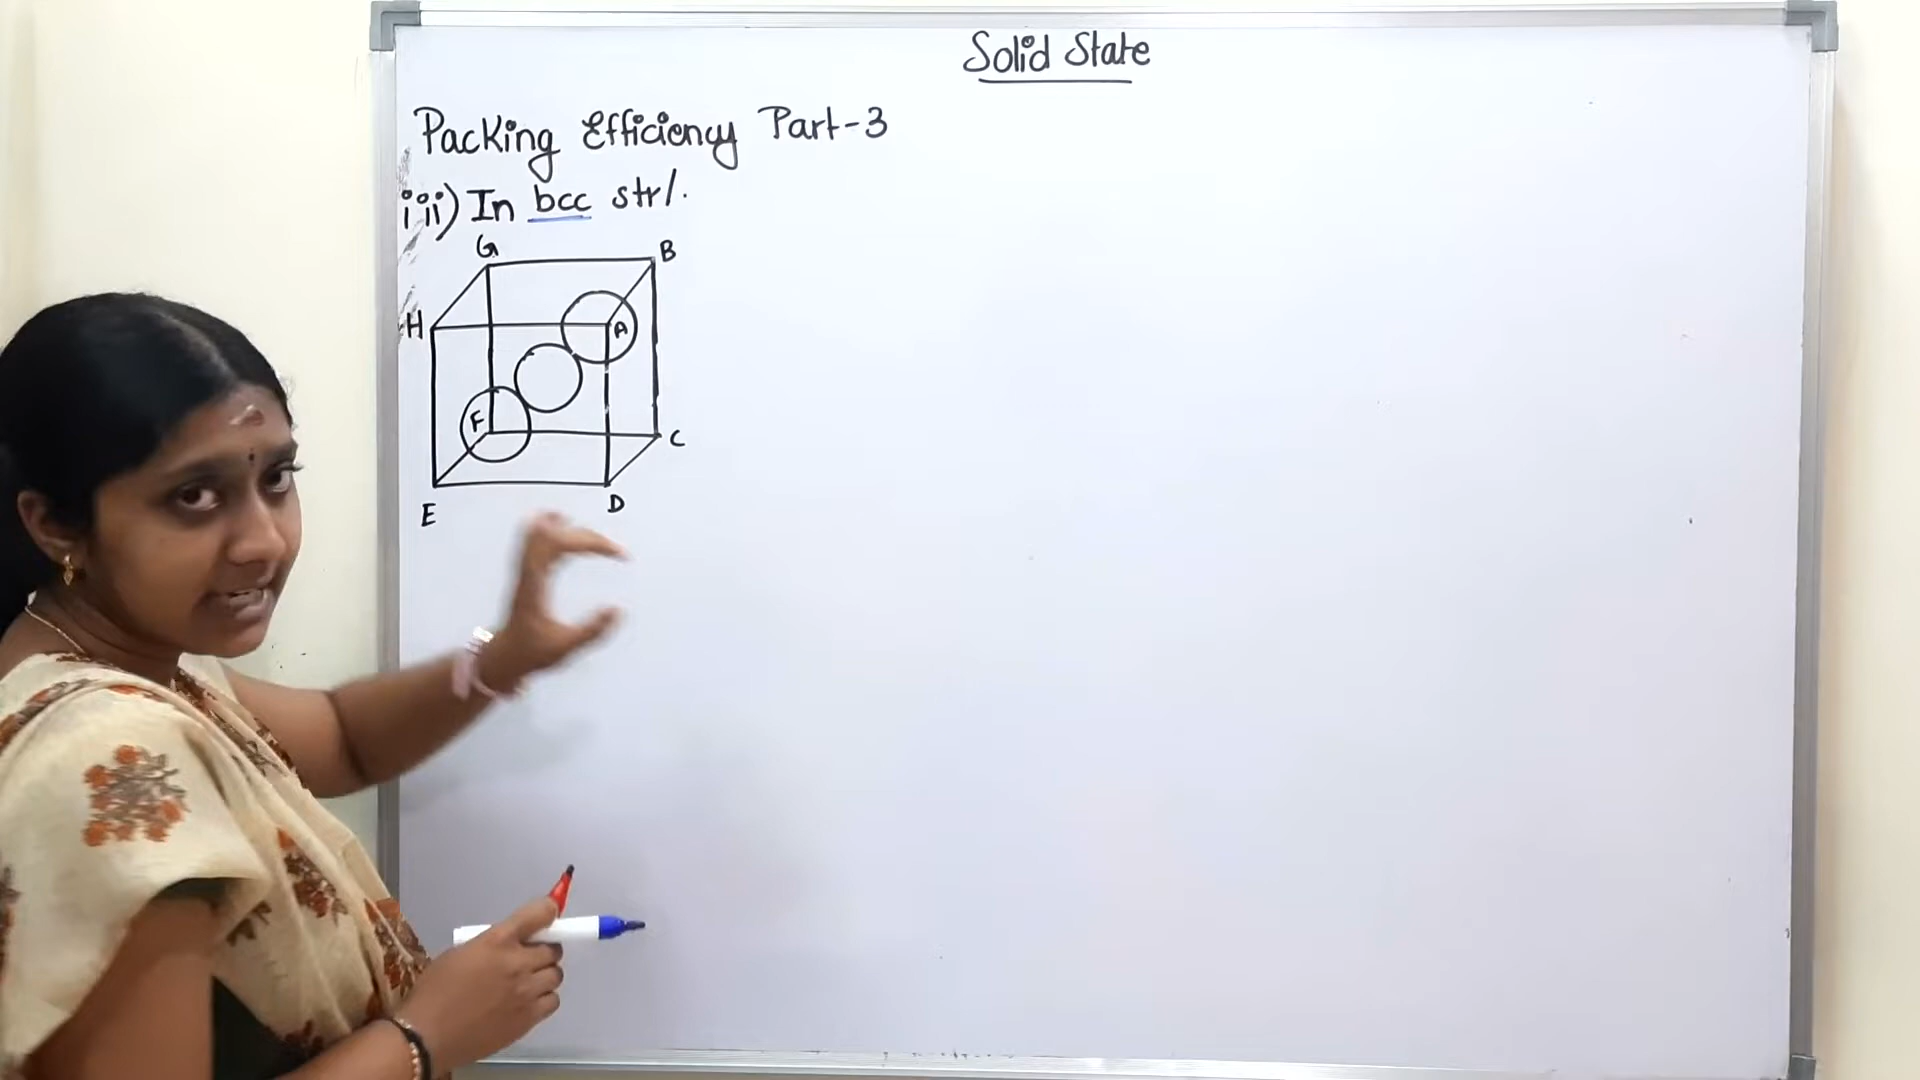 Solid State
Packing Efficiency Part-3
iii) In bcc str/.
G B
H A
F C
E D